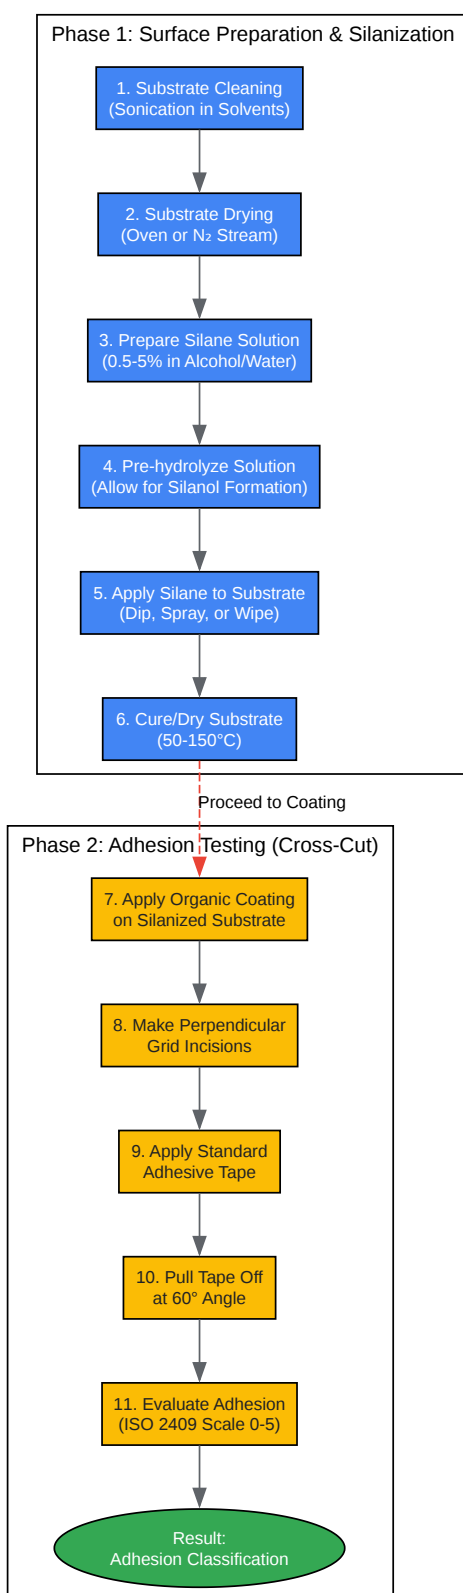 Phase 1: Surface Preparation & Silanization
1. Substrate Cleaning
(Sonication in Solvents)
2. Substrate Drying
(Oven or N₂ Stream)
3. Prepare Silane Solution
(0.5-5% in Alcohol/Water)
4. Pre-hydrolyze Solution
(Allow for Silanol Formation)
5. Apply Silane to Substrate
(Dip, Spray, or Wipe)
6. Cure/Dry Substrate
(50-150°C)
Proceed to Coating
Phase 2: Adhesion Testing (Cross-Cut)
7. Apply Organic Coating
on Silanized Substrate
8. Make Perpendicular
Grid Incisions
9. Apply Standard
Adhesive Tape
10. Pull Tape Off
at 60° Angle
11. Evaluate Adhesion
(ISO 2409 Scale 0-5)
Result:
Adhesion Classification